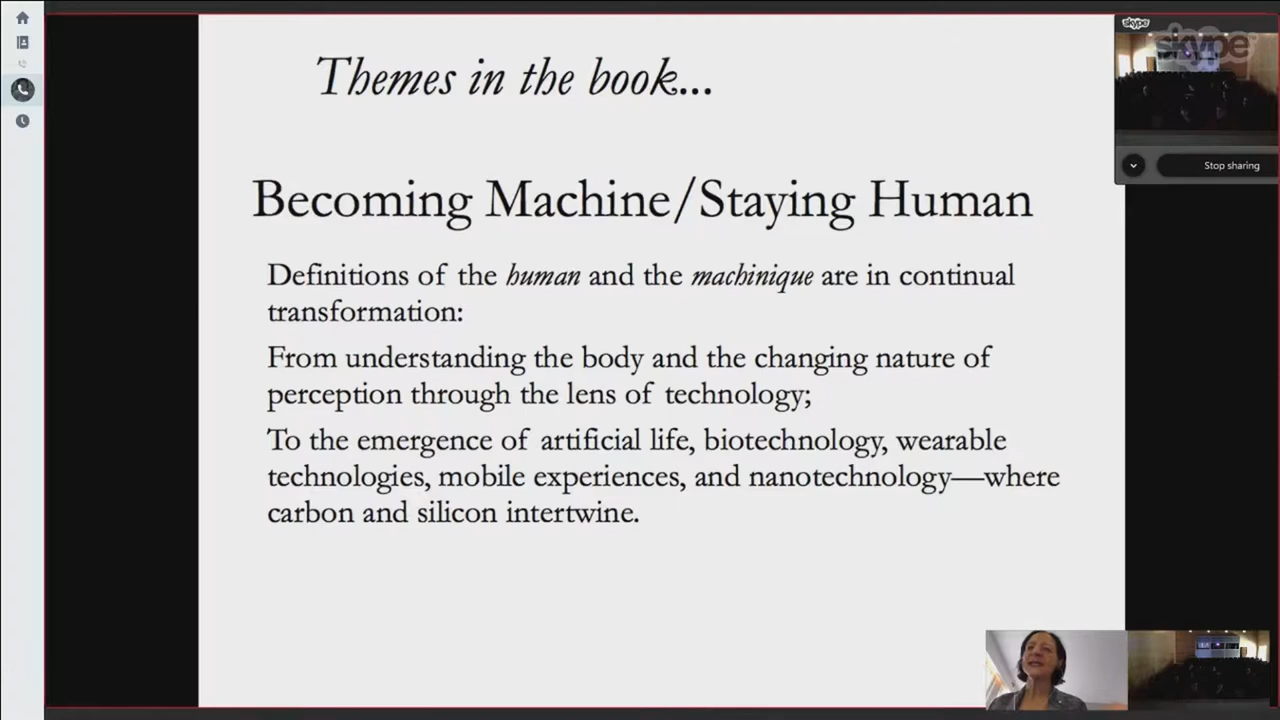 skype
skype
Themes in the book...
Stop sharing
Becoming Machine/Staying Human
Definitions of the human and the machinique are in continual
transformation:
From understanding the body and the changing nature of
perception through the lens of technology;
To the emergence of artificial life, biotechnology, wearable
technologies, mobile experiences, and nanotechnology—where
carbon and silicon intertwine.